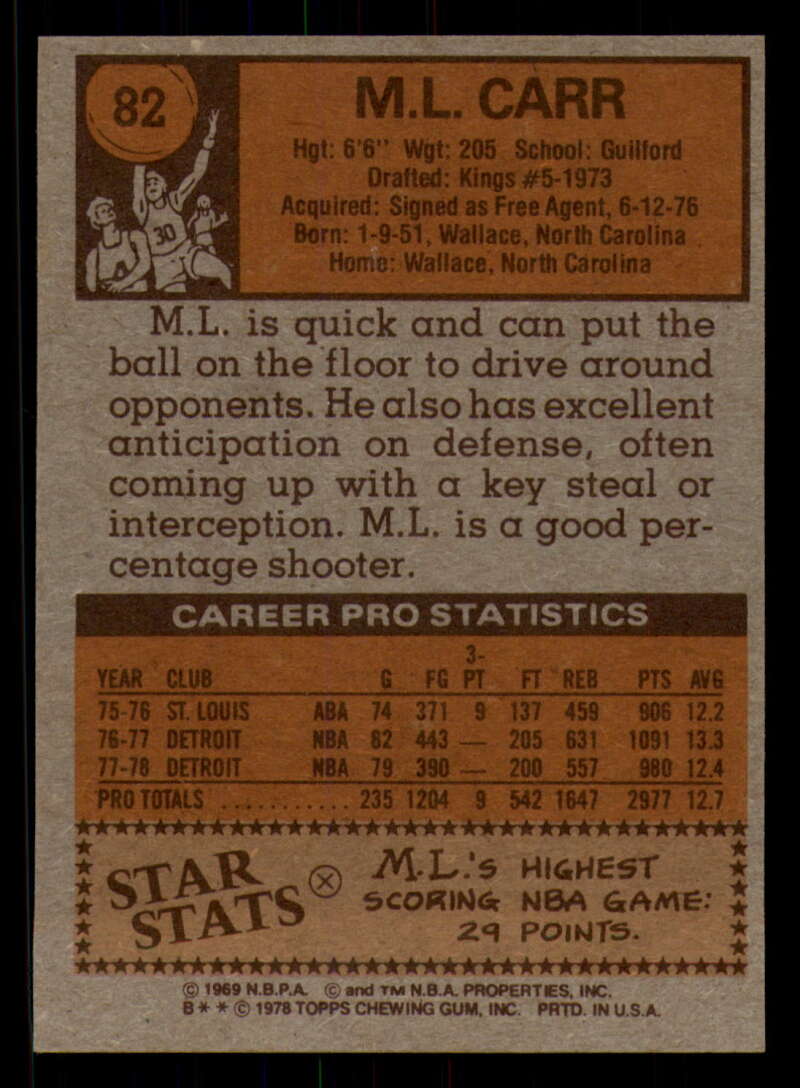 82
M.L. CARR
Hgt: 6'6" Wgt: 205 School: Guilford
Drafted: Kings #5-1973
Acquired: Signed as Free Agent, 6-12-76
Born: 1-9-51, Wallace, North Carolina
Home: Wallace, North Carolina
30
M.L. is quick and can put the
ball on the floor to drive around
opponents. He also has excellent
anticipation on defense, often
coming up with a key steal or
interception. M.L. is a good per-
centage shooter.
CAREER PRO STATISTICS
3-
YEAR CLUB G FG PT FT REB PTS AVG
75-76 ST. LOUIS ABA 74 371 9 137 459 906 12.2
76-77 DETROIT NBA 82 443 — 205 631 1091 13.3
77-78 DETROIT NBA 79 390 — 200 557 980 12.4
PRO TOTALS ........... 235 1204 9 542 1647 2977 12.7
STAR STATS
M.L.'S HIGHEST
SCORING NBA GAME:
29 POINTS.
© 1969 N.B.P.A. © and TM N.B.A. PROPERTIES, INC.
B * * © 1978 TOPPS CHEWING GUM, INC. PRTD. IN U.S.A.